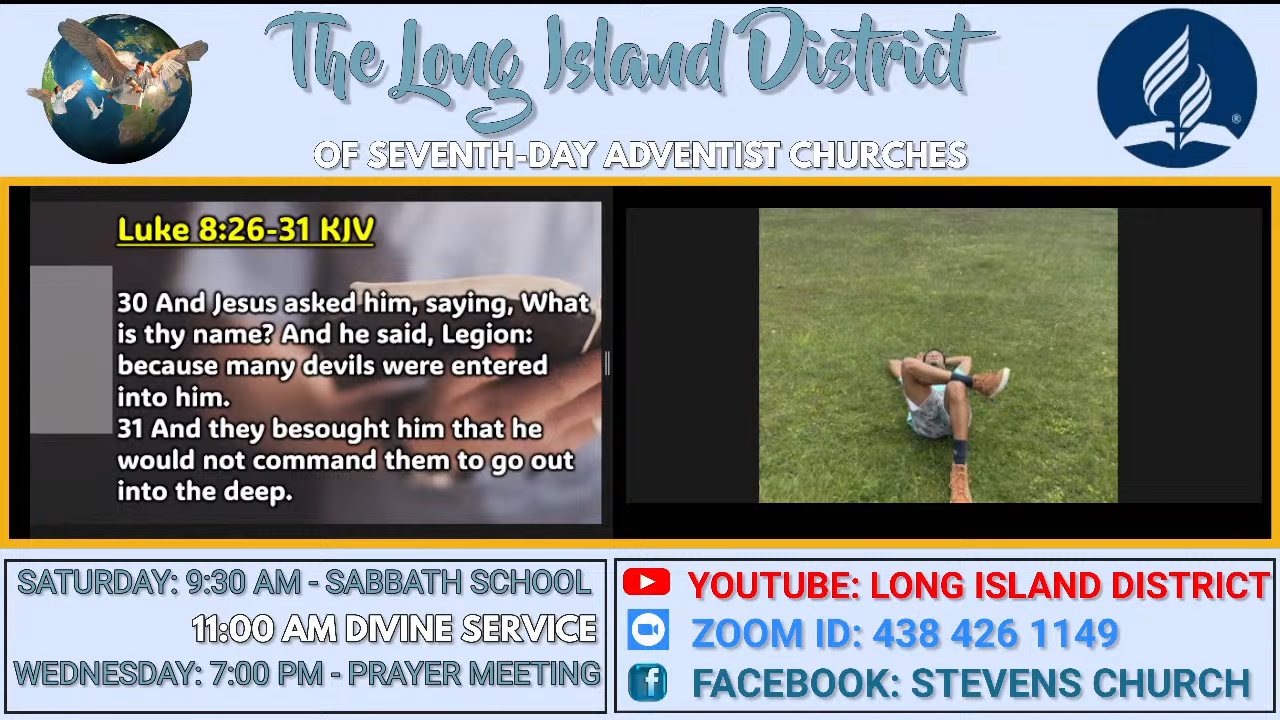 The Long Island District
OF SEVENTH-DAY ADVENTIST CHURCHES
®
Luke 8:26-31 KJV
30 And Jesus asked him, saying, What
is thy name? And he said, Legion:
because many devils were entered
into him.
31 And they besought him that he
would not command them to go out
into the deep.
SATURDAY: 9:30 AM - SABBATH SCHOOL
11:00 AM DIVINE SERVICE
WEDNESDAY: 7:00 PM - PRAYER MEETING
YOUTUBE: LONG ISLAND DISTRICT
ZOOM ID: 438 426 1149
f FACEBOOK: STEVENS CHURCH